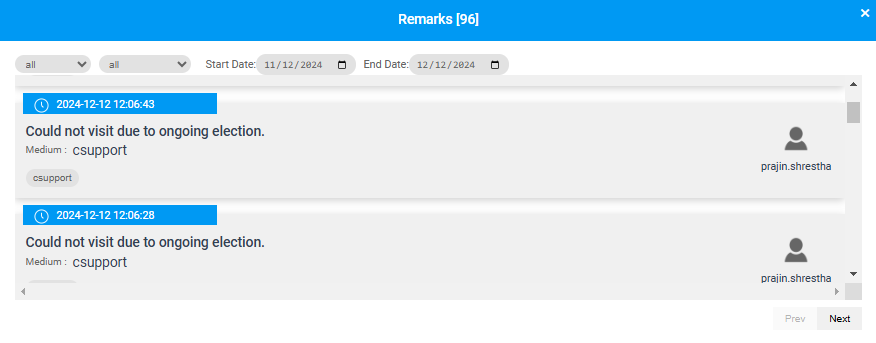 Remarks [96]
all all Start Date: 11/12/2024 End Date: 12/12/2024
2024-12-12 12:06:43
Could not visit due to ongoing election.
Medium : csupport
prajin.shrestha
csupport
2024-12-12 12:06:28
Could not visit due to ongoing election.
Medium : csupport
prajin.shrestha
Prev Next